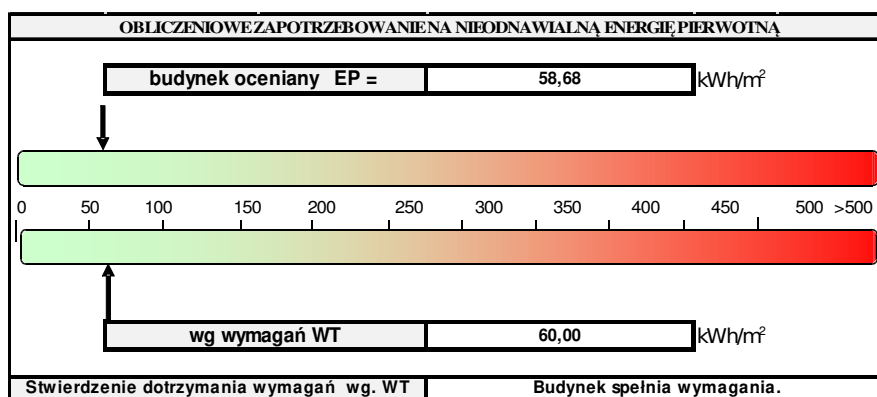 OBLICZENIOWE ZAPOTRZEBOWANIE NA NIEODNAWIALNĄ ENERGIĘ PIERWOTNĄ
budynek oceniany EP = 58,68 kWh/m²
0 50 100 150 200 250 300 350 400 450 500 >500
wg wymagań WT 60,00 kWh/m²
Stwierdzenie dotrzymania wymagań wg. WT Budynek spełnia wymagania.